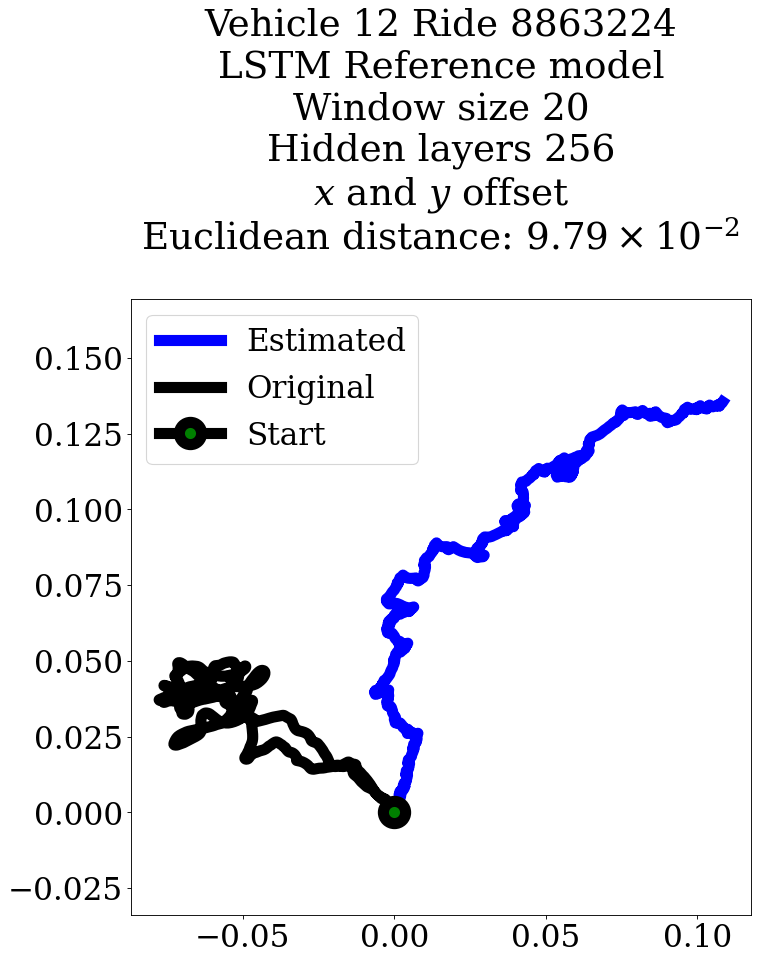 Vehicle 12 Ride 8863224
LSTM Reference model
Window size 20
Hidden layers 256
x and y offset
Euclidean distance: 9.79 × 10⁻²
Estimated
Original
Start
0.150
0.125
0.100
0.075
0.050
0.025
0.000
−0.025
−0.05 0.00 0.05 0.10